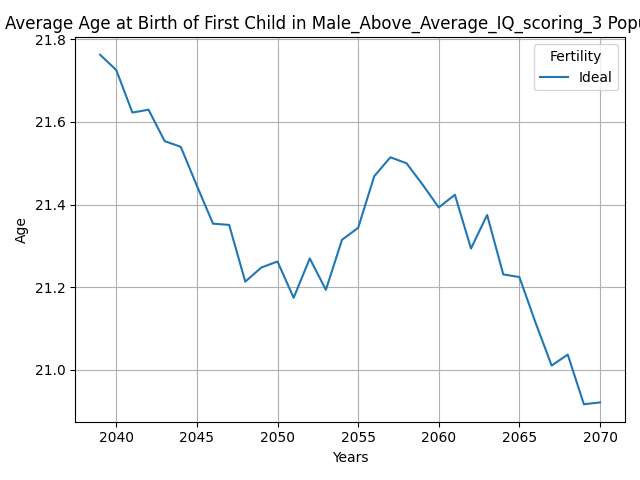 Average Age at Birth of First Child in Male_Above_Average_IQ_scoring_3 Popu
21.8
21.6
21.4
21.2
21.0
Age
Fertility
Ideal
2040 2045 2050 2055 2060 2065 2070
Years